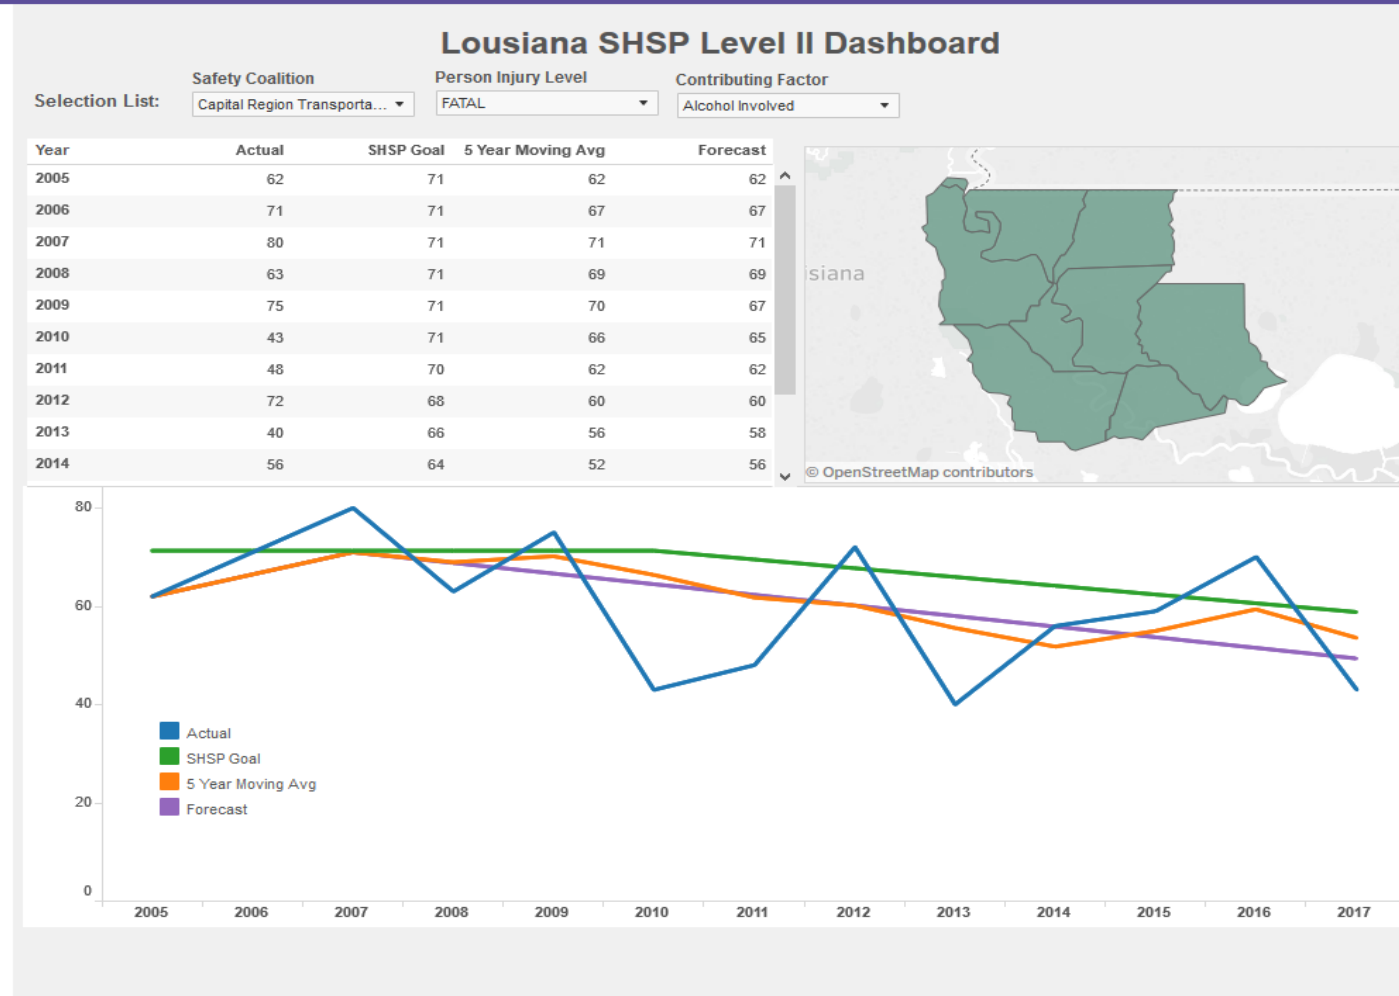 Lousiana SHSP Level II Dashboard
Safety Coalition Person Injury Level Contributing Factor
Selection List: Capital Region Transporta... FATAL Alcohol Involved
Year Actual SHSP Goal 5 Year Moving Avg Forecast
2005 62 71 62 62
2006 71 71 67 67
2007 80 71 71 71
2008 63 71 69 69
2009 75 71 70 67
2010 43 71 66 65
2011 48 70 62 62
2012 72 68 60 60
2013 40 66 56 58
2014 56 64 52 56
siana
© OpenStreetMap contributors
80
60
40
20
0
Actual
SHSP Goal
5 Year Moving Avg
Forecast
2005 2006 2007 2008 2009 2010 2011 2012 2013 2014 2015 2016 2017